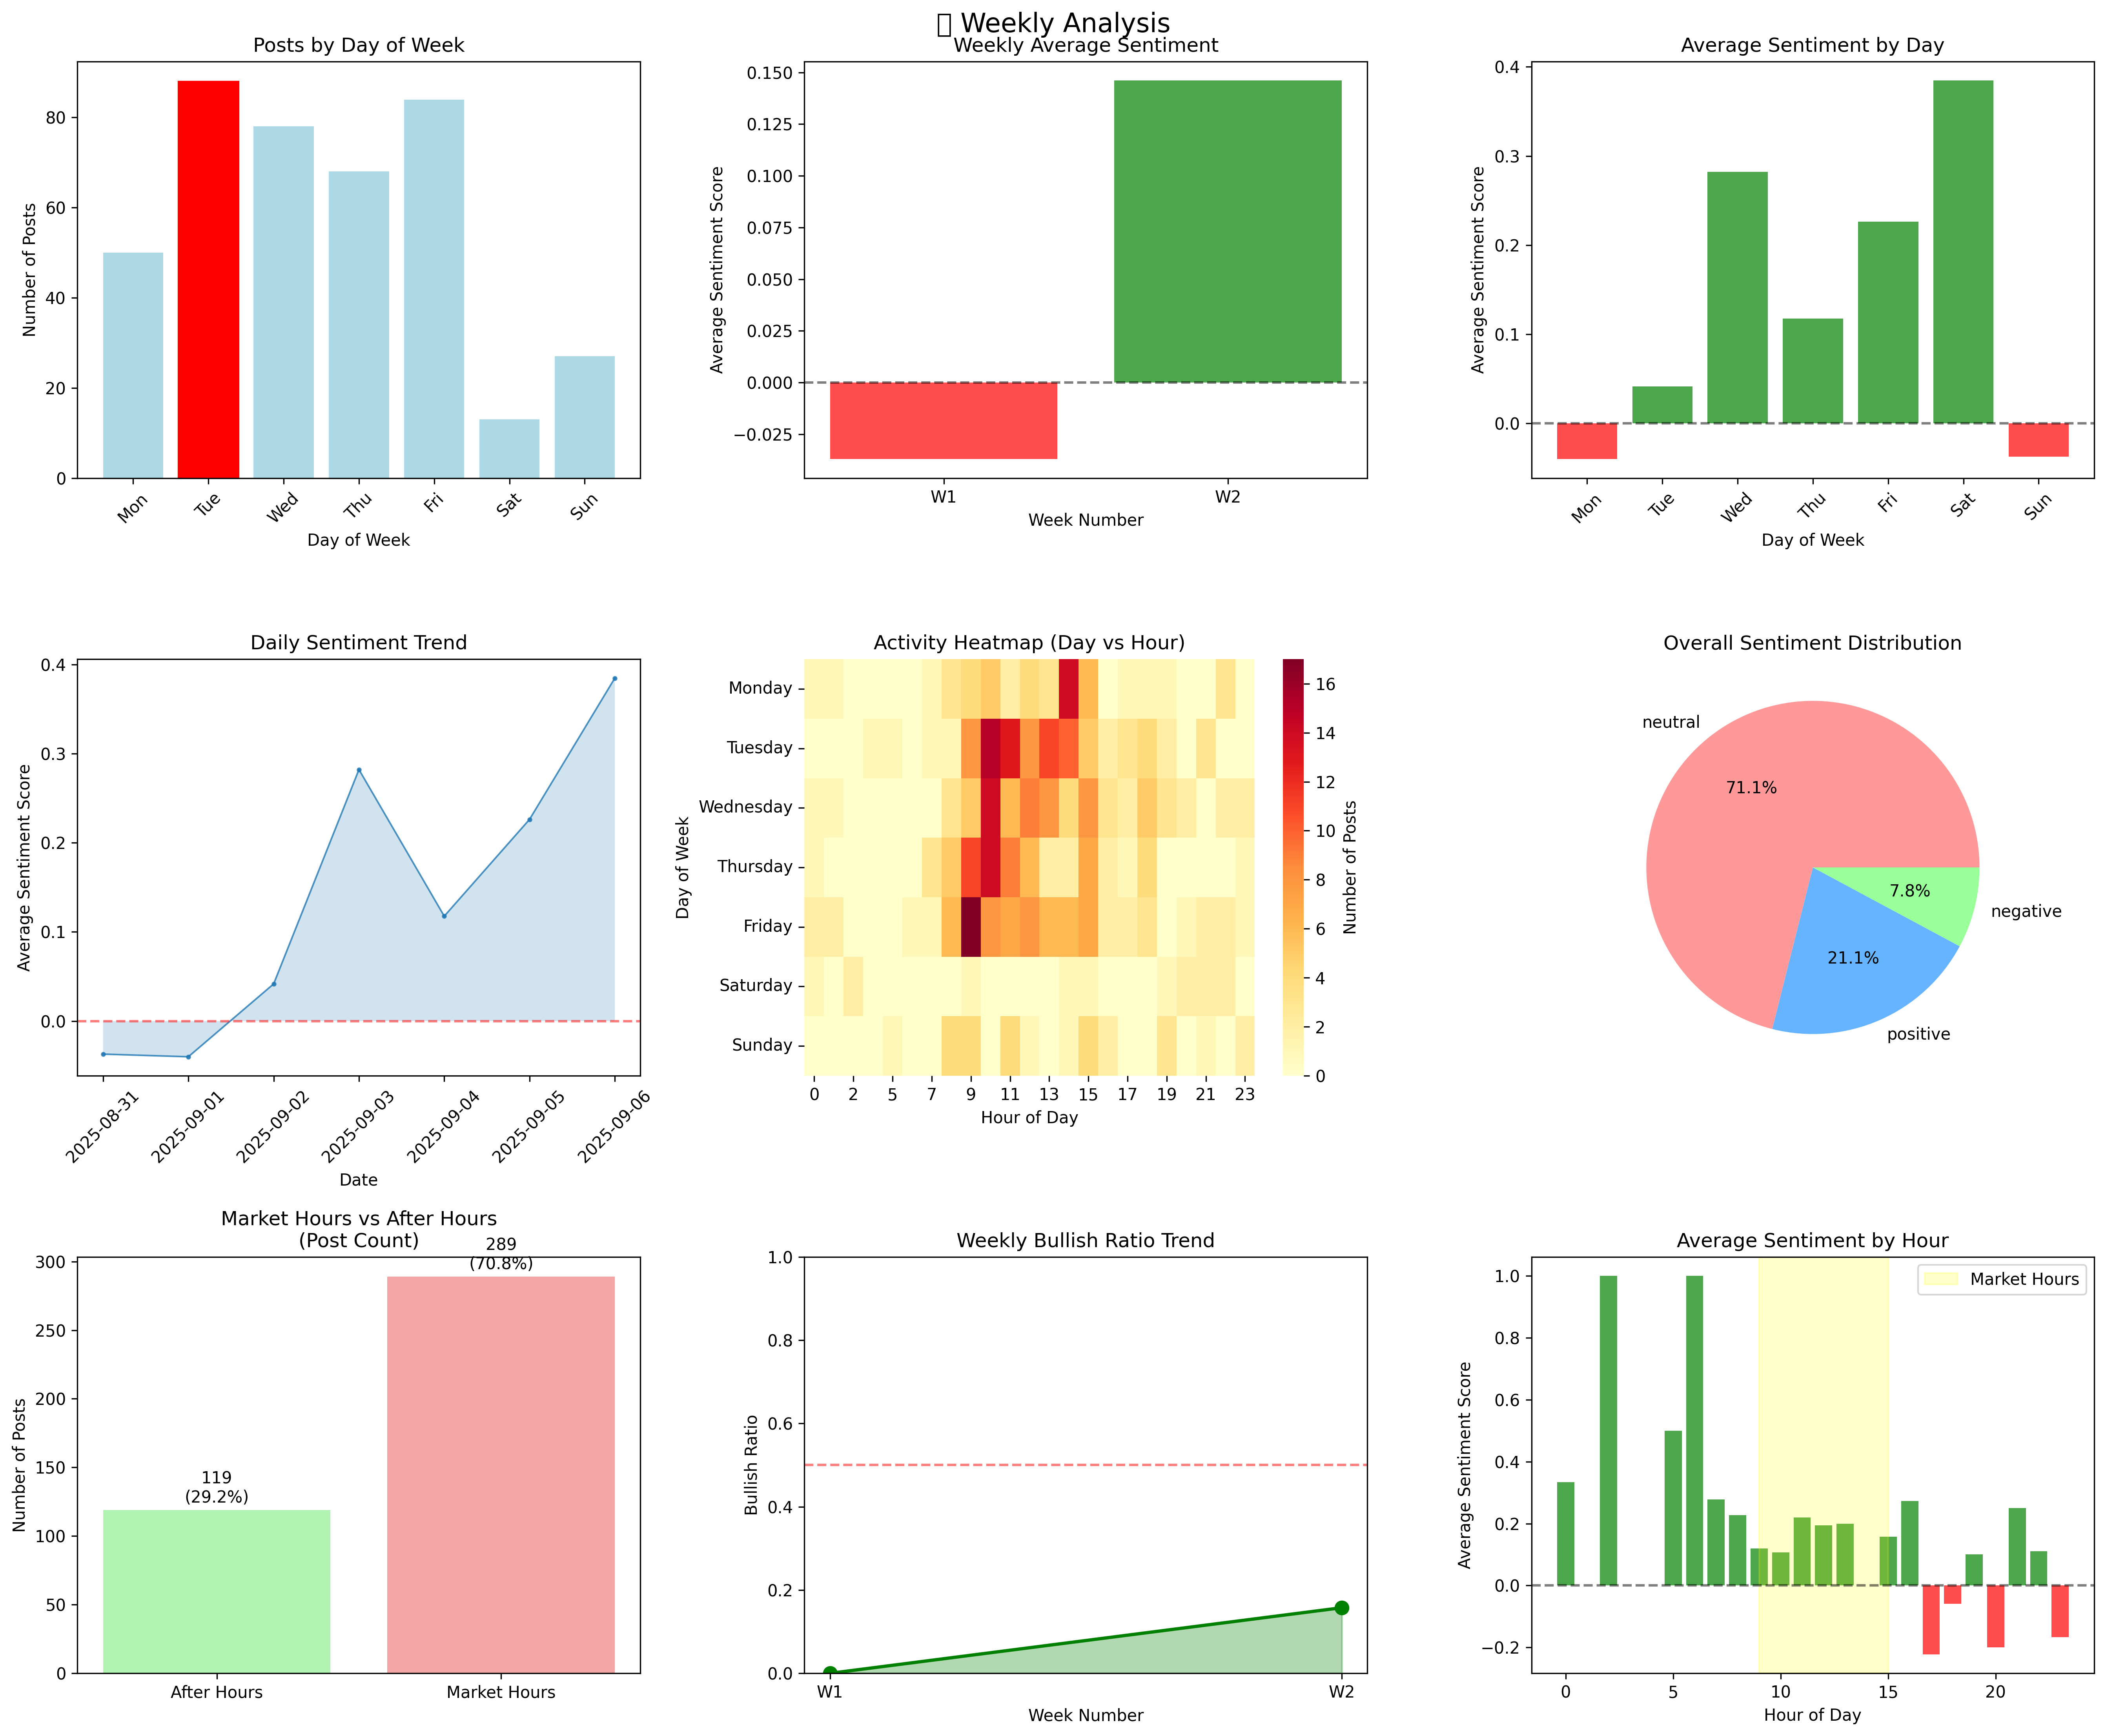 ▯ Weekly Analysis
Posts by Day of Week
Number of Posts
80
60
40
20
0
Mon
Tue
Wed
Thu
Fri
Sat
Sun
Day of Week
Weekly Average Sentiment
Average Sentiment Score
0.150
0.125
0.100
0.075
0.050
0.025
0.000
−0.025
W1
W2
Week Number
Average Sentiment by Day
Average Sentiment Score
0.4
0.3
0.2
0.1
0.0
Mon
Tue
Wed
Thu
Fri
Sat
Sun
Day of Week
Daily Sentiment Trend
Average Sentiment Score
0.4
0.3
0.2
0.1
0.0
2025-08-31
2025-09-01
2025-09-02
2025-09-03
2025-09-04
2025-09-05
2025-09-06
Date
Activity Heatmap (Day vs Hour)
Day of Week
Monday
Tuesday
Wednesday
Thursday
Friday
Saturday
Sunday
0
2
5
7
9
11
13
15
17
19
21
23
Hour of Day
16
14
12
10
8
6
4
2
0
Number of Posts
Overall Sentiment Distribution
neutral
71.1%
7.8%
negative
21.1%
positive
Market Hours vs After Hours
(Post Count)
Number of Posts
300
250
200
150
100
50
0
119
(29.2%)
289
(70.8%)
After Hours
Market Hours
Weekly Bullish Ratio Trend
Bullish Ratio
1.0
0.8
0.6
0.4
0.2
0.0
W1
W2
Week Number
Average Sentiment by Hour
Average Sentiment Score
1.0
0.8
0.6
0.4
0.2
0.0
−0.2
Market Hours
0
5
10
15
20
Hour of Day